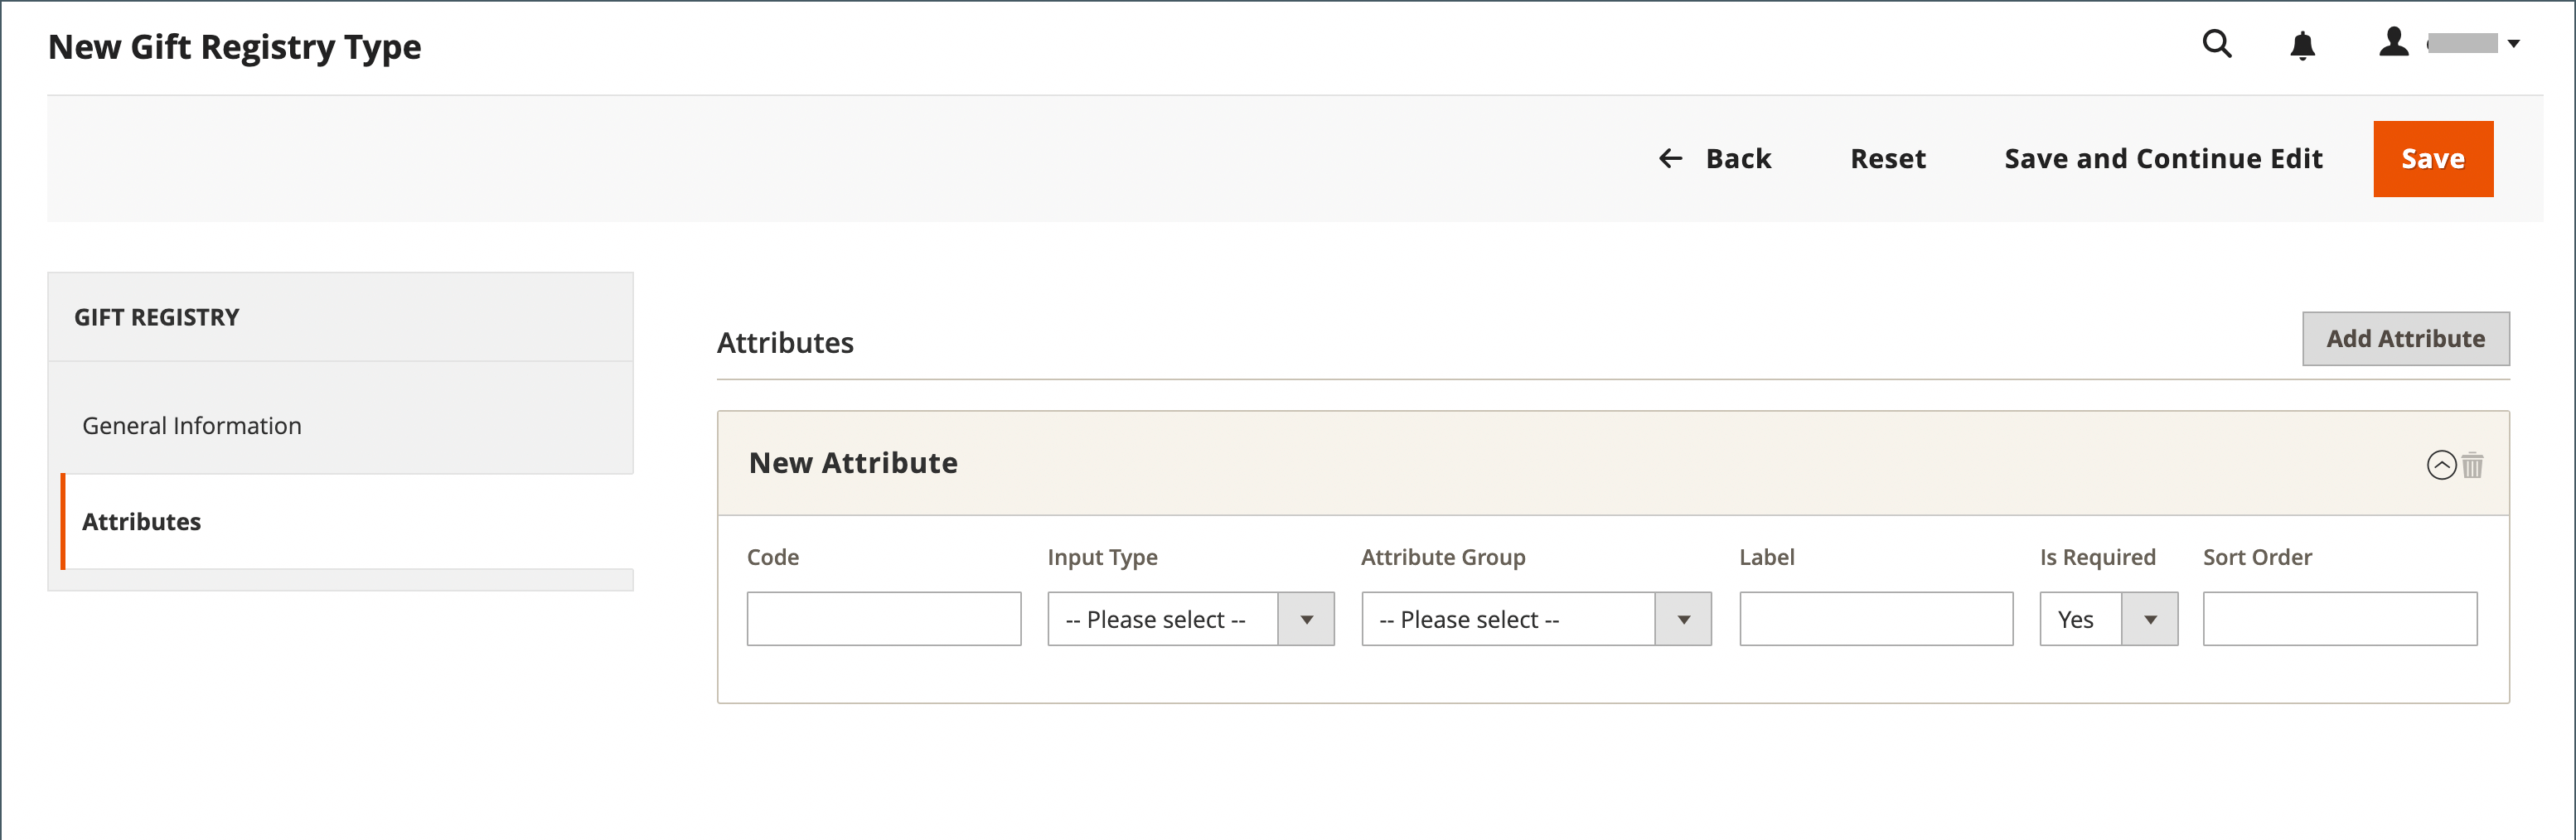 New Gift Registry Type
Back Reset Save and Continue Edit Save
GIFT REGISTRY
General Information
Attributes
Attributes Add Attribute
New Attribute
Code Input Type Attribute Group Label Is Required Sort Order
-- Please select -- -- Please select -- Yes